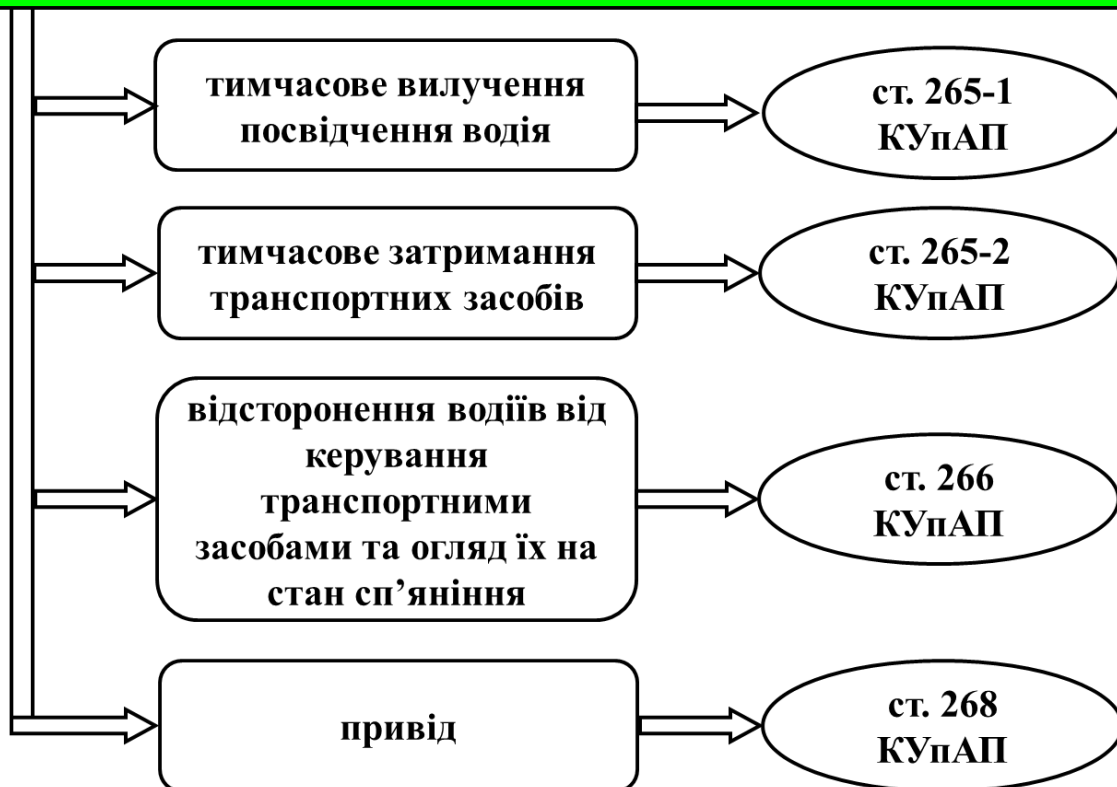 тимчасове вилучення
посвідчення водія
ст. 265-1
КУпАП
тимчасове затримання
транспортних засобів
ст. 265-2
КУпАП
відсторонення водіїв від
керування
транспортними
засобами та огляд їх на
стан сп’яніння
ст. 266
КУпАП
привід
ст. 268
КУпАП